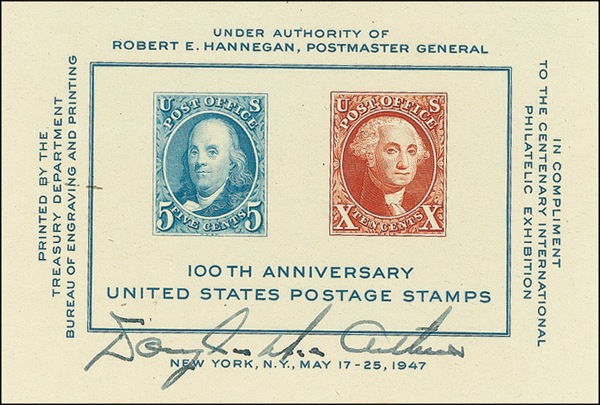 UNDER AUTHORITY OF
ROBERT E. HANNEGAN, POSTMASTER GENERAL
PRINTED BY THE
TREASURY DEPARTMENT
BUREAU OF ENGRAVING AND PRINTING
U S
POST OFFICE
5 5
FIVE CENTS
U S
POST OFFICE
X X
TEN CENTS
IN COMPLIMENT
TO THE CENTENARY INTERNATIONAL
PHILATELIC EXHIBITION
100TH ANNIVERSARY
UNITED STATES POSTAGE STAMPS
Douglas MacArthur
NEW YORK, N.Y., MAY 17-25, 1947